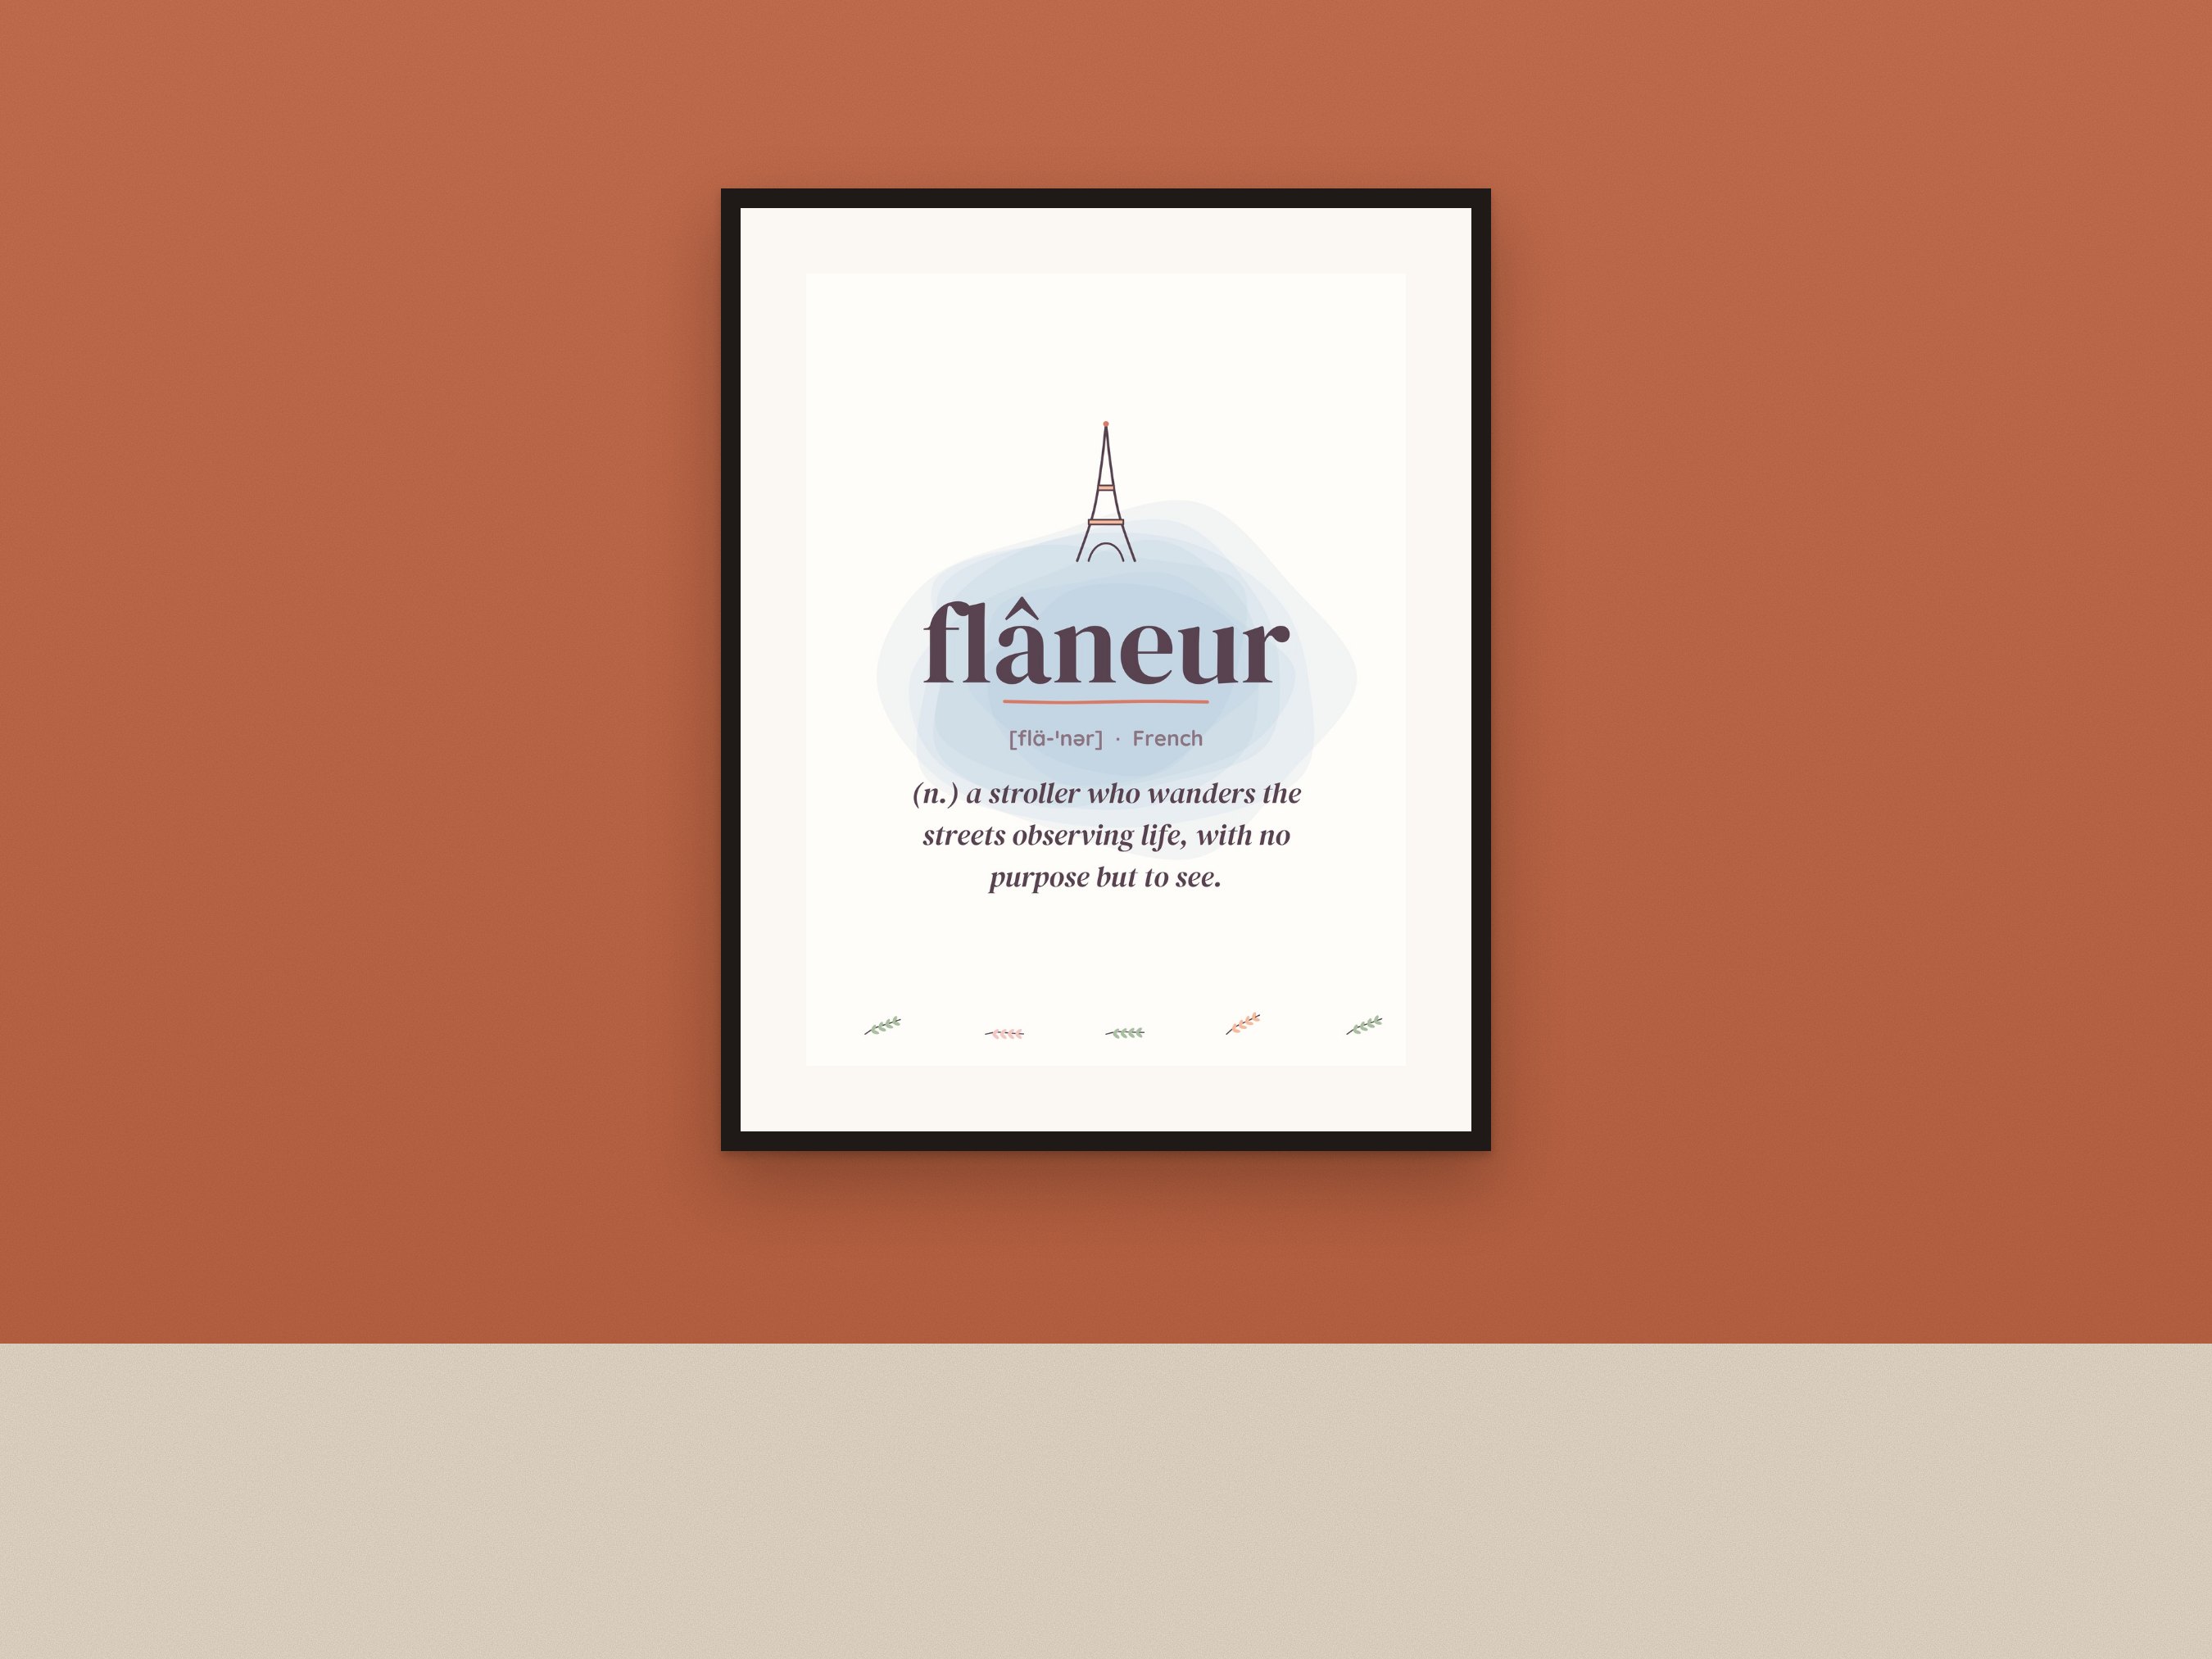 flâneur
[flä-ˈnər] · French
(n.) a stroller who wanders the
streets observing life, with no
purpose but to see.